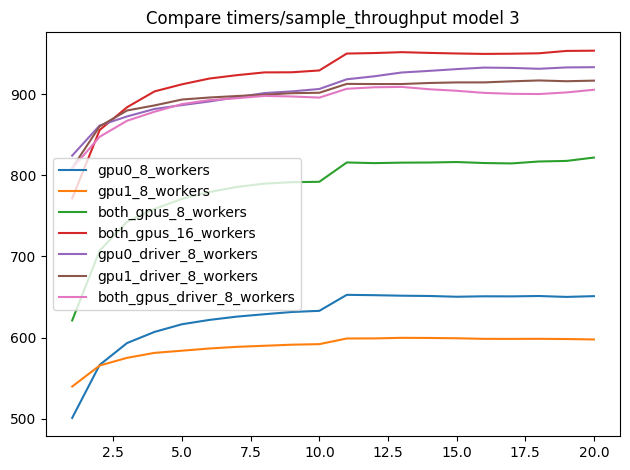 Compare timers/sample_throughput model 3
900
800
700
600
500
gpu0_8_workers
gpu1_8_workers
both_gpus_8_workers
both_gpus_16_workers
gpu0_driver_8_workers
gpu1_driver_8_workers
both_gpus_driver_8_workers
2.5 5.0 7.5 10.0 12.5 15.0 17.5 20.0